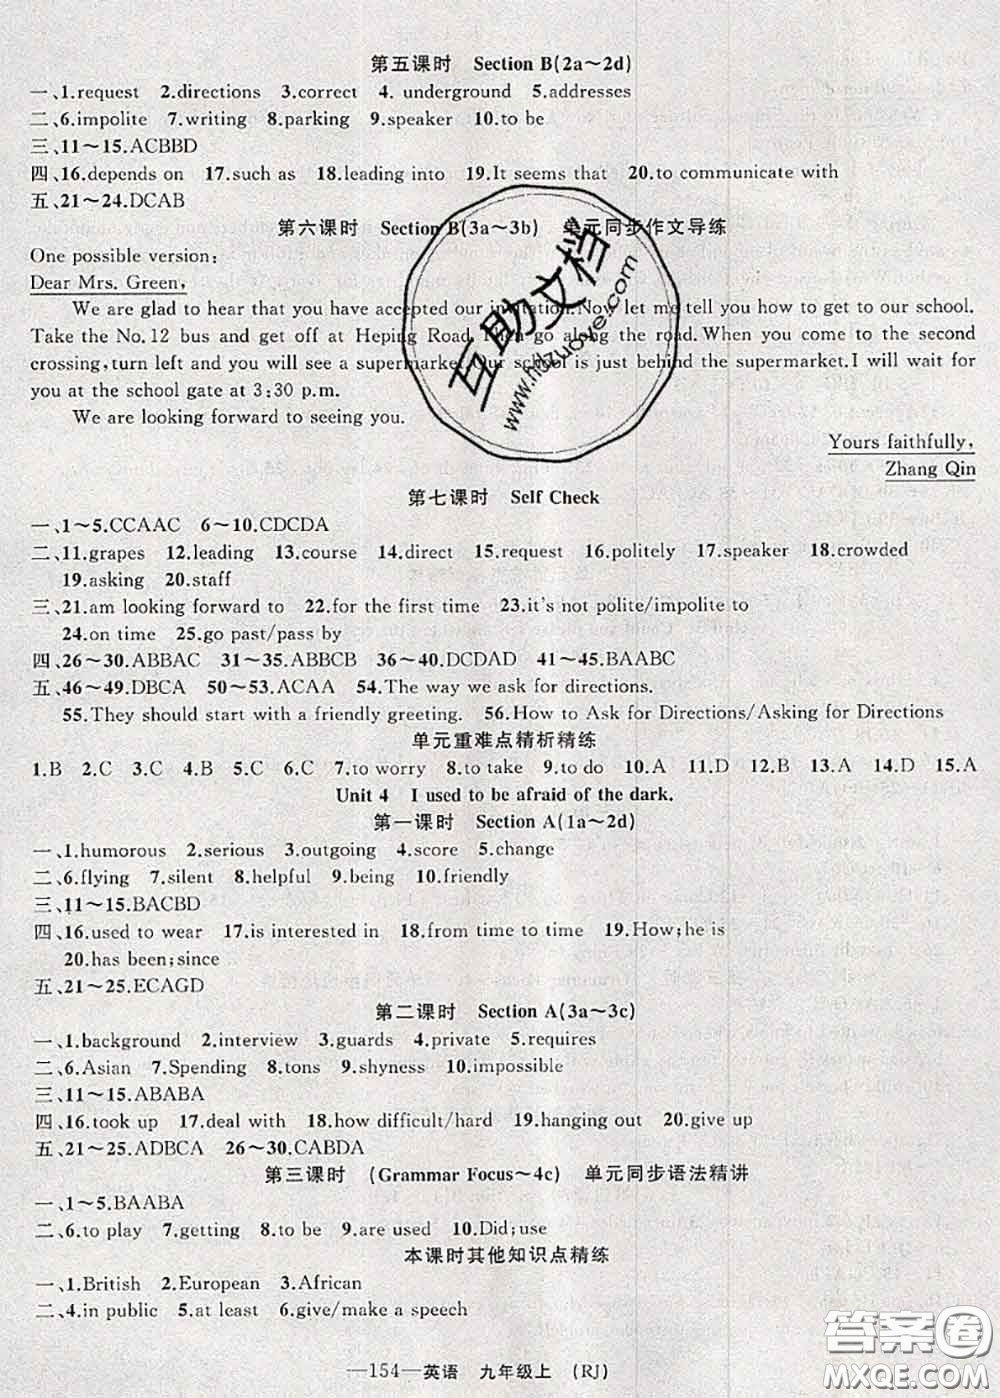 第五课时　Section B(2a～2d)
一、1.request　2.directions　3.correct　4. underground　5.addresses
二、6.impolite　7.writing　8.parking　9.speaker　10.to be
三、11～15.ACBBD
四、16.depends on　17.such as　18.leading into　19.It seems that　20.to communicate with
五、21～24.DCAB
第六课时　Section B(3a～3b)　单元同步作文导练
One possible version:
Dear Mrs. Green,
We are glad to hear that you have accepted our invitation.Now let me tell you how to get to our school.
Take the No.12 bus and get off at Heping Road, then go along the road.When you come to the second
crossing,turn left and you will see a supermarket.Our school is just behind the supermarket.I will wait for
you at the school gate at 3:30 p.m.
We are looking forward to seeing you.
Yours faithfully,
Zhang Qin
第七课时　Self Check
一、1～5.CCAAC　6～10.CDCDA
二、11.grapes　12.leading　13.course　14.direct　15.request　16.politely　17.speaker　18.crowded
19.asking　20.staff
三、21.am looking forward to　22.for the first time　23.it's not polite/impolite to
24.on time　25.go past/pass by
四、26～30.ABBAC　31～35.ABBCB　36～40.DCDAD　41～45.BAABC
五、46～49.DBCA　50～53.ACAA　54.The way we ask for directions.
55.They should start with a friendly greeting.　56.How to Ask for Directions/Asking for Directions
单元重难点精析精练
1.B　2.C　3.C　4.B　5.C　6.C　7.to worry　8.to take　9.to do　10.A　11.D　12.B　13.A　14.D　15.A
Unit 4　I used to be afraid of the dark.
第一课时　Section A(1a～2d)
一、1.humorous　2.serious　3.outgoing　4.score　5.change
二、6.flying　7.silent　8.helpful　9.being　10.friendly
三、11～15.BACBD
四、16.used to wear　17.is interested in　18.from time to time　19.How;he is
20.has been;since
五、21～25.ECAGD
第二课时　Section A(3a～3c)
一、1.background　2.interview　3.guards　4.private　5.requires
二、6.Asian　7.Spending　8.tons　9.shyness　10.impossible
三、11～15.ABABA
四、16.took up　17.deal with　18.how difficult/hard　19.hanging out　20.give up
五、21～25.ADBCA　26～30.CABDA
第三课时　(Grammar Focus～4c)　单元同步语法精讲
一、1～5.BAABA
二、6.to play　7.getting　8.to be　9.are used　10.Did;use
本课时其他知识点精练
一、1.British　2.European　3.African
二、4.in public　5.at least　6.give/make a speech
—154—英语　九年级上　(RJ)
互助文档
www.hdzuoye.com
答案圈
MXQE.COM